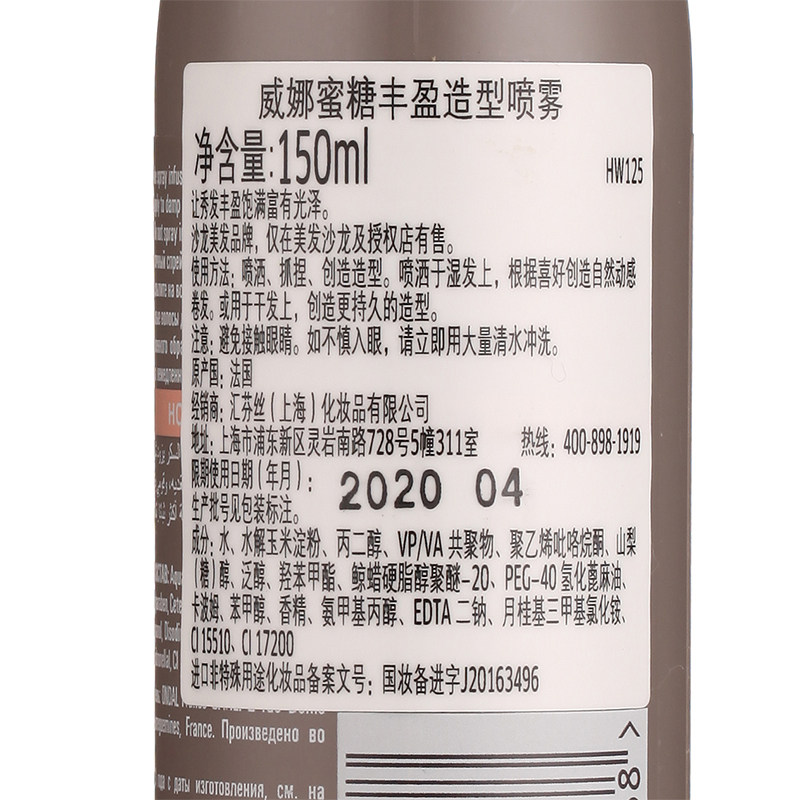 威娜蜜糖丰盈造型喷雾
净含量:150ml
HW125
让秀发丰盈饱满富有光泽。
沙龙美发品牌，仅在美发沙龙及授权店有售。
使用方法：喷洒、抓捏、创造造型。喷洒于湿发上，根据喜好创造自然动感
卷发。或用于干发上，创造更持久的造型。
注意：避免接触眼睛。如不慎入眼，请立即用大量清水冲洗。
原产国：法国
经销商：汇芬丝（上海）化妆品有限公司
地址：上海市浦东新区灵岩南路728号5幢311室 热线：400-898-1919
限期使用日期（年月）： 2020 04
生产批号见包装标注。
成分：水、水解玉米淀粉、丙二醇、VP/VA 共聚物、聚乙烯吡咯烷酮、山梨
（糖）醇、泛醇、羟苯甲酯、鲸蜡硬脂醇聚醚-20、PEG-40 氢化蓖麻油、
卡波姆、苯甲醇、香精、氨甲基丙醇、EDTA 二钠、月桂基三甲基氯化铵、
CI 15510、CI 17200
进口非特殊用途化妆品备案文号：国妆备进字J20163496
France. Произведено во
года с даты изготовления, см. на